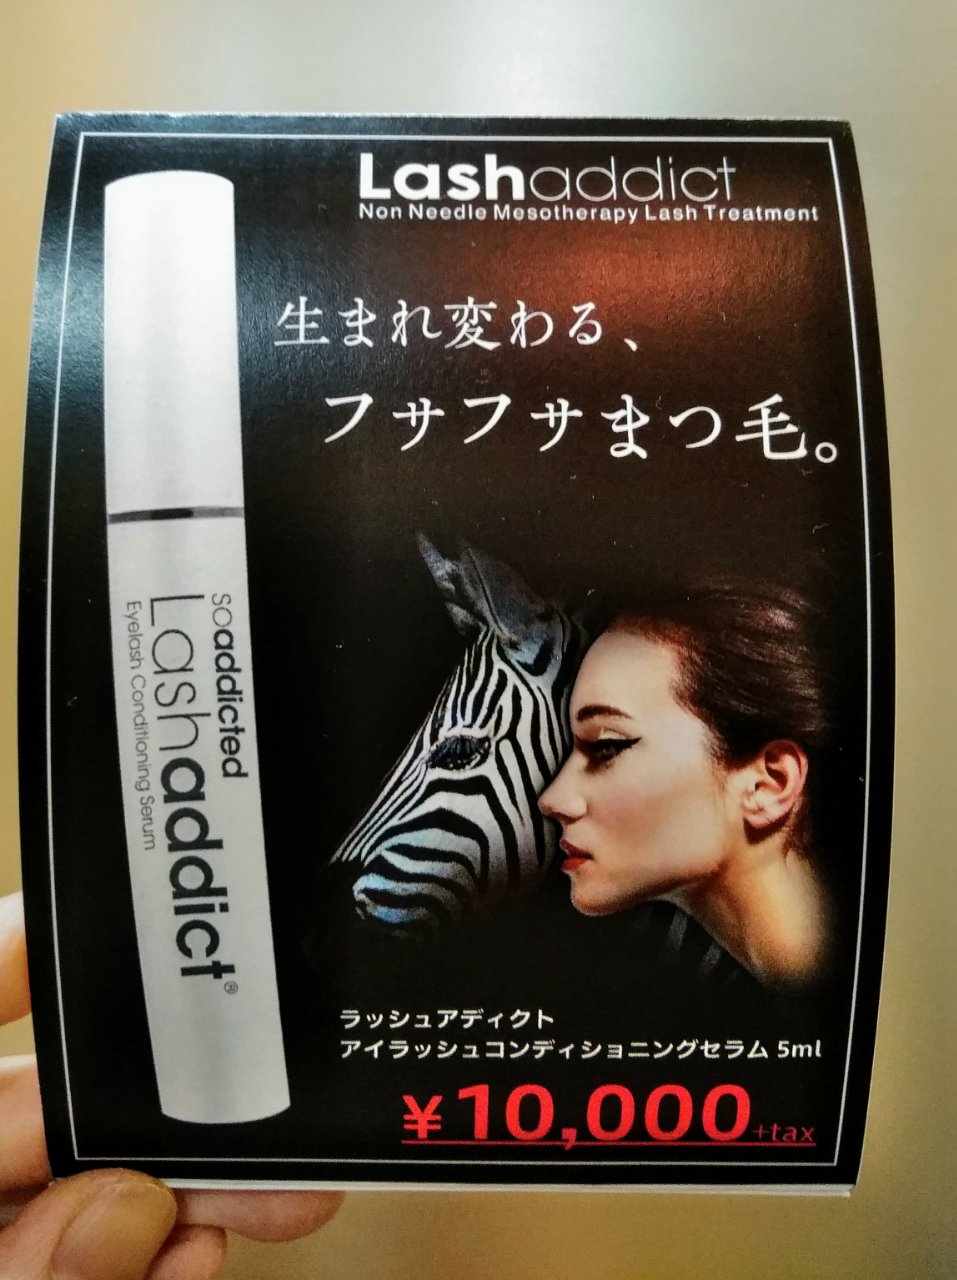 Lashaddict
Non Needle Mesotherapy Lash Treatment
生まれ変わる、
フサフサまつ毛。
soaddicted
Lashaddict®
Eyelash Conditioning Serum
ラッシュアディクト
アイラッシュコンディショニングセラム 5ml
¥10,000+tax